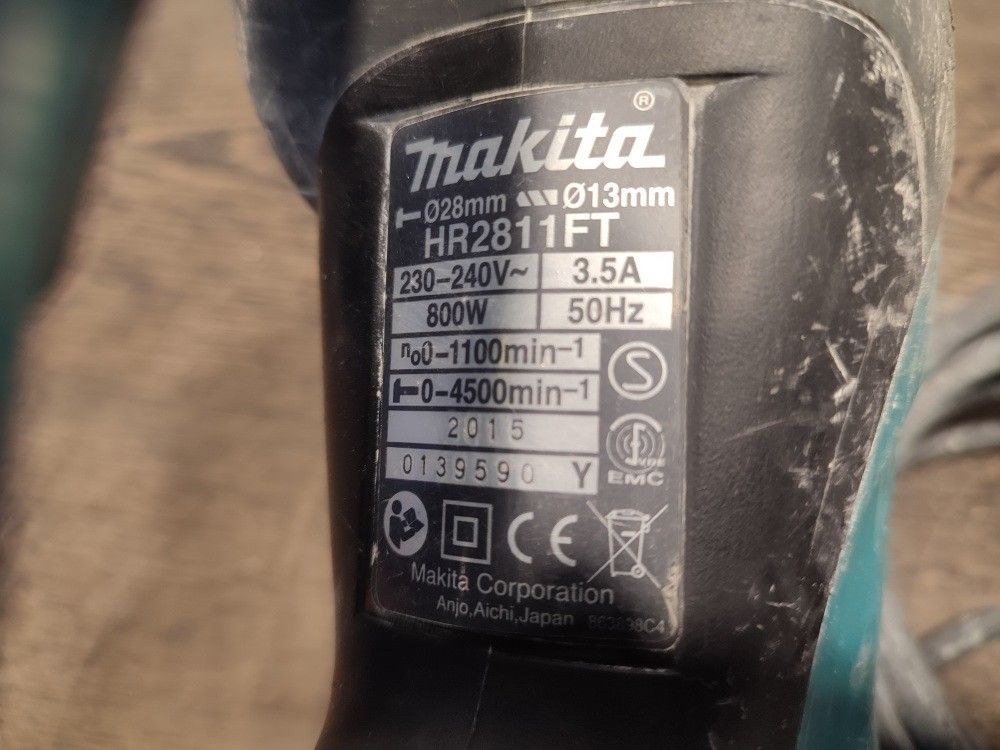 makita®
Ø28mm Ø13mm
HR2811FT
230-240V~ 3.5A
800W 50Hz
n₀0-1100min-1
0-4500min-1
S
2015
0139590 Y
EMC
CE
Makita Corporation
Anjo,Aichi,Japan